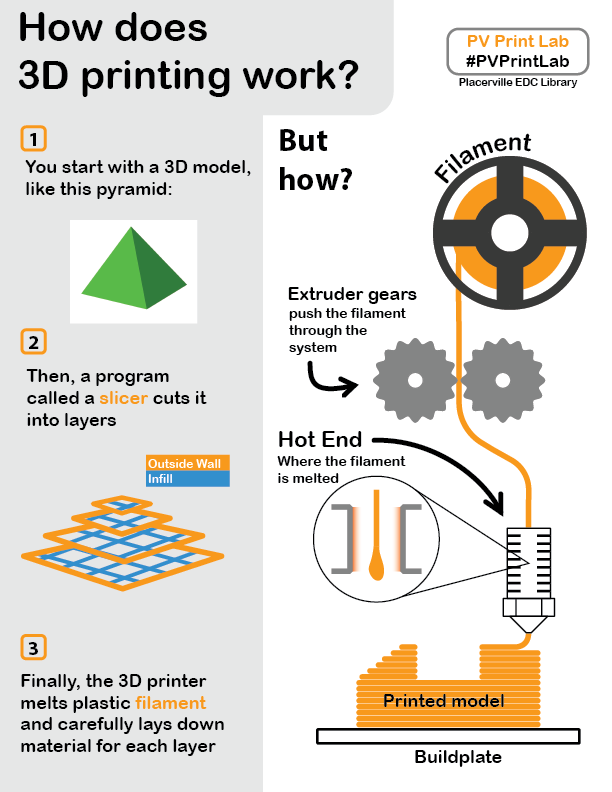 How does
3D printing work?
PV Print Lab
#PVPrintLab
Placerville EDC Library
1
You start with a 3D model,
like this pyramid:
2
Then, a program
called a slicer cuts it
into layers
Outside Wall
Infill
3
Finally, the 3D printer
melts plastic filament
and carefully lays down
material for each layer
But
how?
Filament
Extruder gears
push the filament
through the
system
Hot End
Where the filament
is melted
Printed model
Buildplate